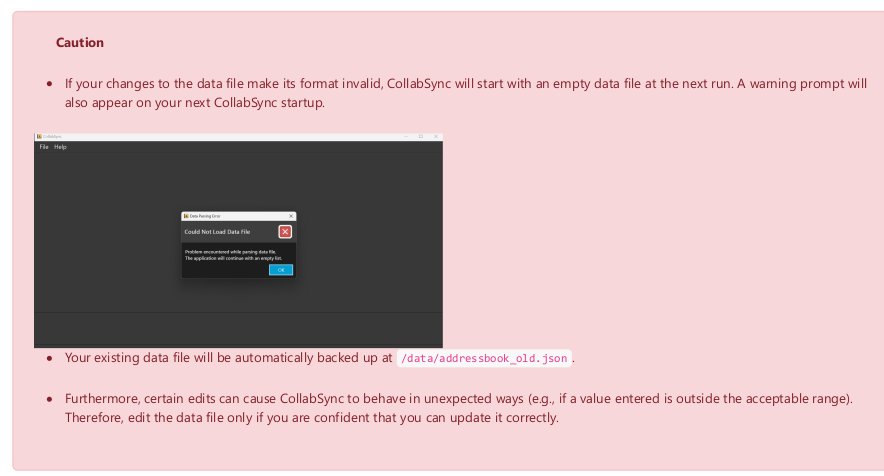 Caution
If your changes to the data file make its format invalid, CollabSync will start with an empty data file at the next run. A warning prompt will
also appear on your next CollabSync startup.
CollabSync
File Help
Data Parsing Error
Could Not Load Data File
Problem encountered while parsing data file.
The application will continue with an empty list.
OK
Your existing data file will be automatically backed up at /data/addressbook_old.json.
Furthermore, certain edits can cause CollabSync to behave in unexpected ways (e.g., if a value entered is outside the acceptable range).
Therefore, edit the data file only if you are confident that you can update it correctly.